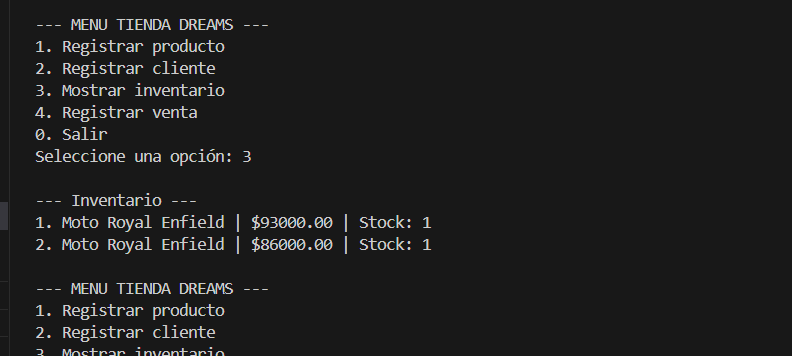 --- MENU TIENDA DREAMS ---
1. Registrar producto
2. Registrar cliente
3. Mostrar inventario
4. Registrar venta
0. Salir
Seleccione una opción: 3
--- Inventario ---
1. Moto Royal Enfield | $93000.00 | Stock: 1
2. Moto Royal Enfield | $86000.00 | Stock: 1
--- MENU TIENDA DREAMS ---
1. Registrar producto
2. Registrar cliente
3. Mostrar inventario